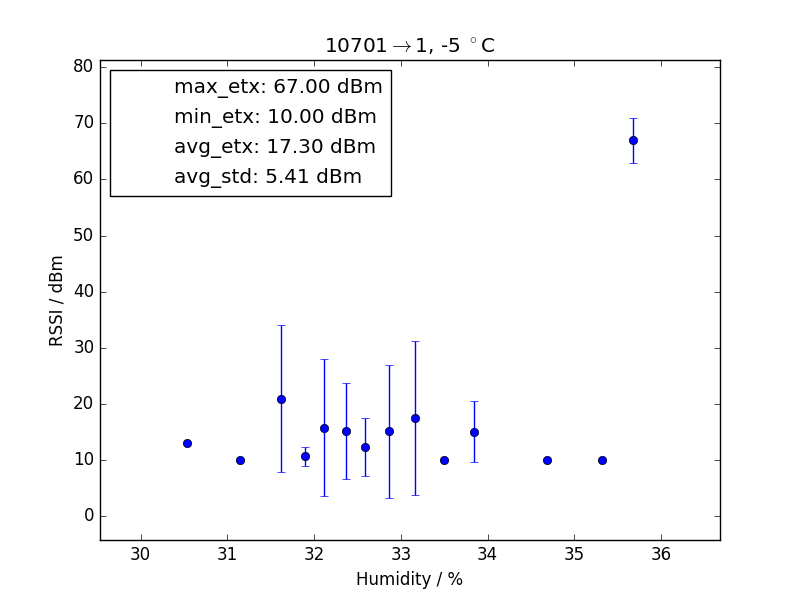 10701→1, -5 °C
max_etx: 67.00 dBm
min_etx: 10.00 dBm
avg_etx: 17.30 dBm
avg_std: 5.41 dBm
RSSI / dBm
80
70
60
50
40
30
20
10
0
30 31 32 33 34 35 36
Humidity / %